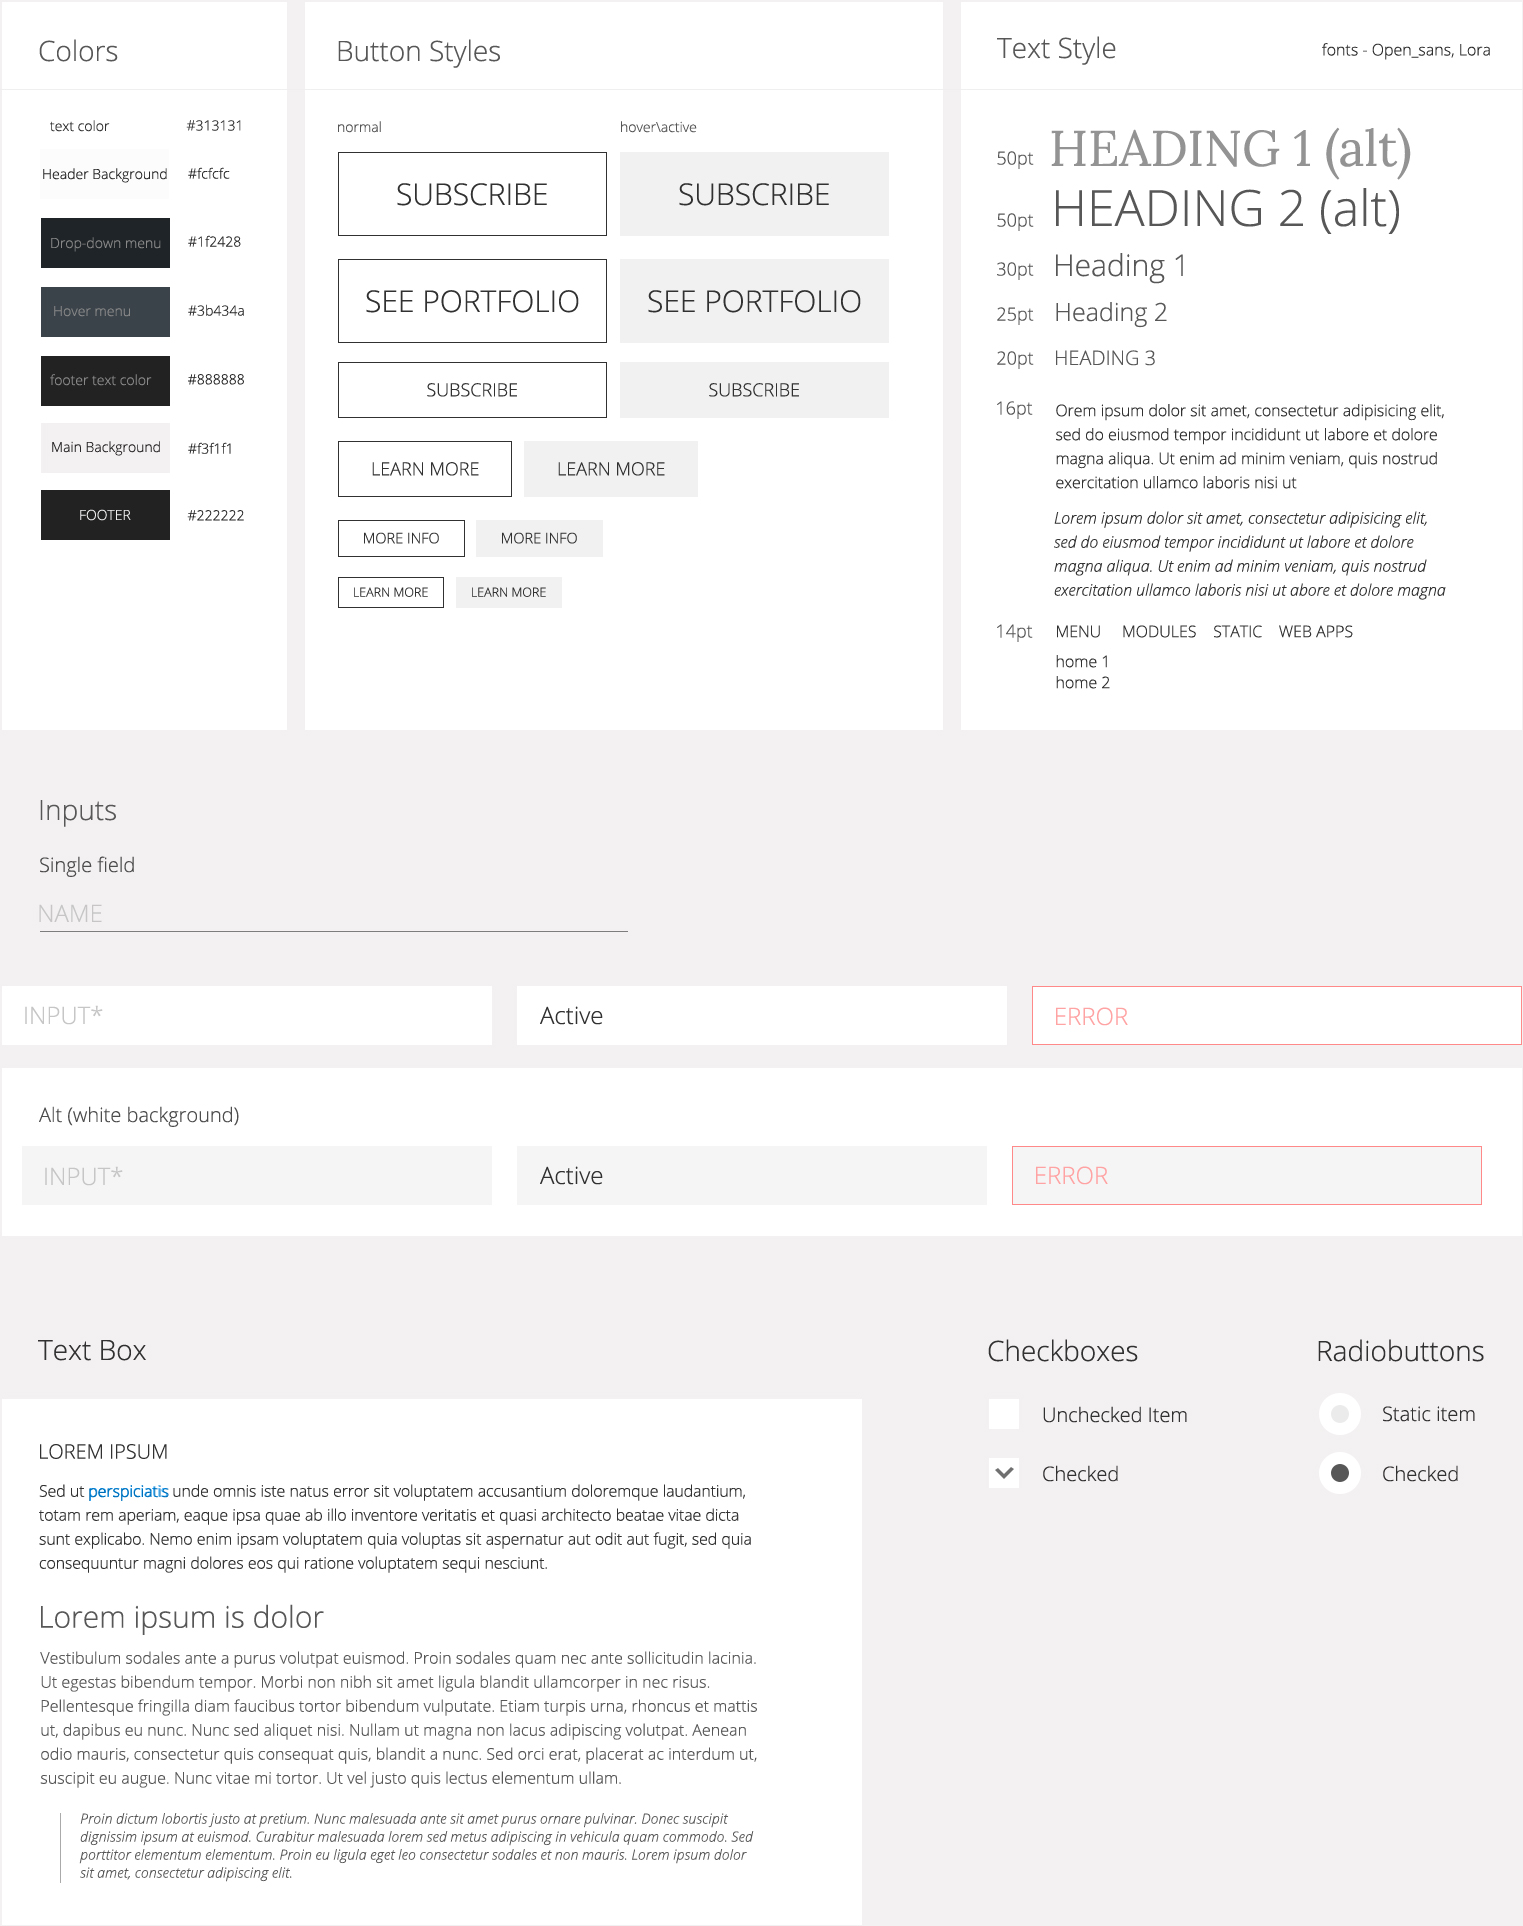 Colors
text color #313131
Header Background #fcfcfc
Drop-down menu #1f2428
Hover menu #3b434a
footer text color #888888
Main Background #f3f1f1
FOOTER #222222
Button Styles
normal hover\active
SUBSCRIBE SUBSCRIBE
SEE PORTFOLIO SEE PORTFOLIO
SUBSCRIBE SUBSCRIBE
LEARN MORE LEARN MORE
MORE INFO MORE INFO
LEARN MORE LEARN MORE
Text Style fonts - Open_sans, Lora
50pt HEADING 1 (alt)
50pt HEADING 2 (alt)
30pt Heading 1
25pt Heading 2
20pt HEADING 3
16pt Orem ipsum dolor sit amet, consectetur adipisicing elit,
sed do eiusmod tempor incididunt ut labore et dolore
magna aliqua. Ut enim ad minim veniam, quis nostrud
exercitation ullamco laboris nisi ut
Lorem ipsum dolor sit amet, consectetur adipisicing elit,
sed do eiusmod tempor incididunt ut labore et dolore
magna aliqua. Ut enim ad minim veniam, quis nostrud
exercitation ullamco laboris nisi ut abore et dolore magna
14pt MENU MODULES STATIC WEB APPS
home 1
home 2
Inputs
Single field
NAME
INPUT* Active ERROR
Alt (white background)
INPUT* Active ERROR
Text Box
LOREM IPSUM
Sed ut perspiciatis unde omnis iste natus error sit voluptatem accusantium doloremque laudantium,
totam rem aperiam, eaque ipsa quae ab illo inventore veritatis et quasi architecto beatae vitae dicta
sunt explicabo. Nemo enim ipsam voluptatem quia voluptas sit aspernatur aut odit aut fugit, sed quia
consequuntur magni dolores eos qui ratione voluptatem sequi nesciunt.
Lorem ipsum is dolor
Vestibulum sodales ante a purus volutpat euismod. Proin sodales quam nec ante sollicitudin lacinia.
Ut egestas bibendum tempor. Morbi non nibh sit amet ligula blandit ullamcorper in nec risus.
Pellentesque fringilla diam faucibus tortor bibendum vulputate. Etiam turpis urna, rhoncus et mattis
ut, dapibus eu nunc. Nunc sed aliquet nisi. Nullam ut magna non lacus adipiscing volutpat. Aenean
odio mauris, consectetur quis consequat quis, blandit a nunc. Sed orci erat, placerat ac interdum ut,
suscipit eu augue. Nunc vitae mi tortor. Ut vel justo quis lectus elementum ullam.
Proin dictum lobortis justo at pretium. Nunc malesuada ante sit amet purus ornare pulvinar. Donec suscipit
dignissim ipsum at euismod. Curabitur malesuada lorem sed metus adipiscing in vehicula quam commodo. Sed
porttitor elementum elementum. Proin eu ligula eget leo consectetur sodales et non mauris. Lorem ipsum dolor
sit amet, consectetur adipiscing elit.
Checkboxes
Unchecked Item
Checked
Radiobuttons
Static item
Checked